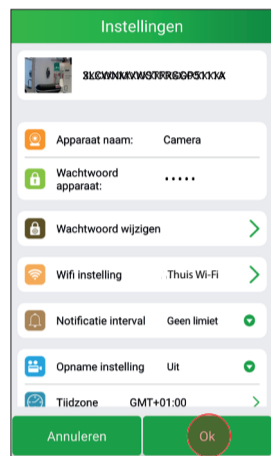 Instellingen
Apparaat naam: Camera
Wachtwoord
apparaat: •••••
Wachtwoord wijzigen
Wifi instelling Thuis Wi-Fi
Notificatie interval Geen limiet
Opname instelling Uit
Tijdzone GMT+01:00
Annuleren Ok